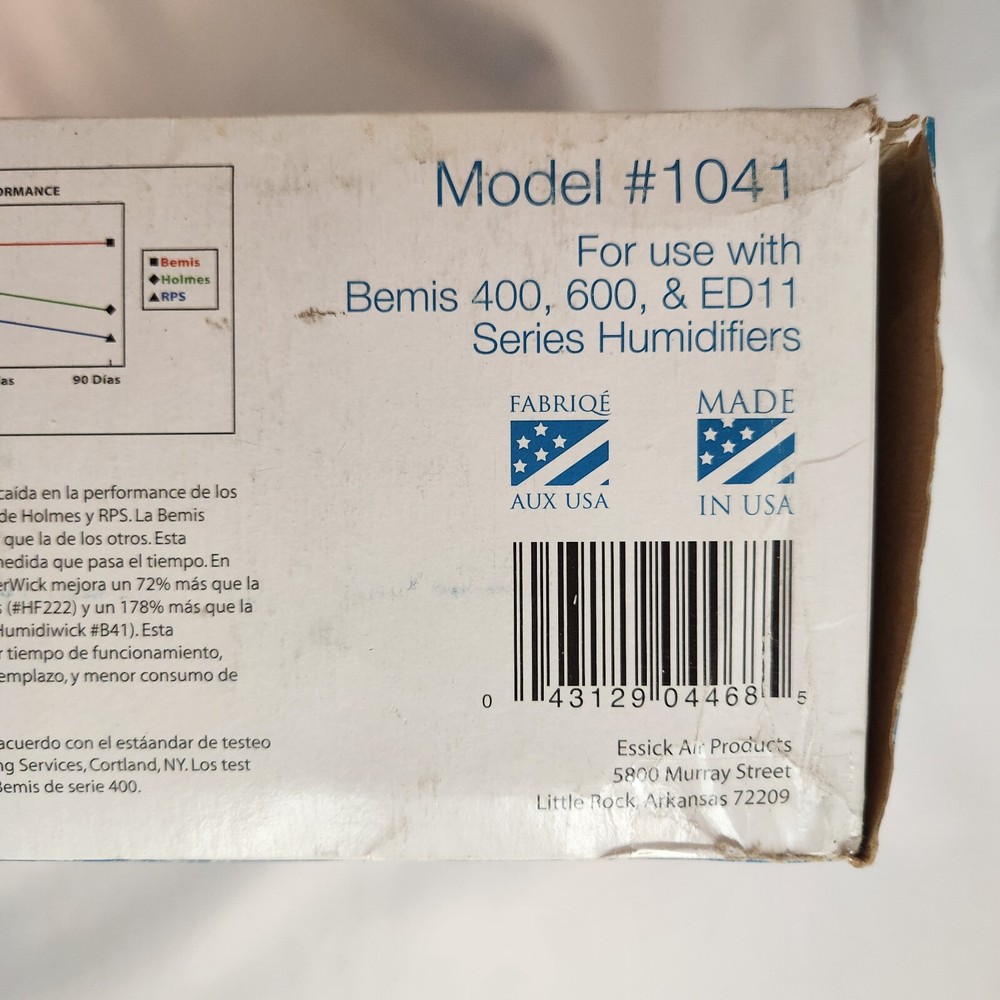 ORMANCE
Bemis
Holmes
RPS
as
90 Días
caída en la performance de los
de Holmes y RPS. La Bemis
que la de los otros. Esta
medida que pasa el tiempo. En
erWick mejora un 72% más que la
(#HF222) y un 178% más que la
Humidiwick #B41). Esta
r tiempo de funcionamiento,
emplazo, y menor consumo de
acuerdo con el estáandar de testeo
ng Services, Cortland, NY. Los test
Bemis de serie 400.
Model #1041
For use with
Bemis 400, 600, & ED11
Series Humidifiers
FABRIQÉ
AUX USA
MADE
IN USA
0 43129 04468 5
Essick Air Products
5800 Murray Street
Little Rock, Arkansas 72209